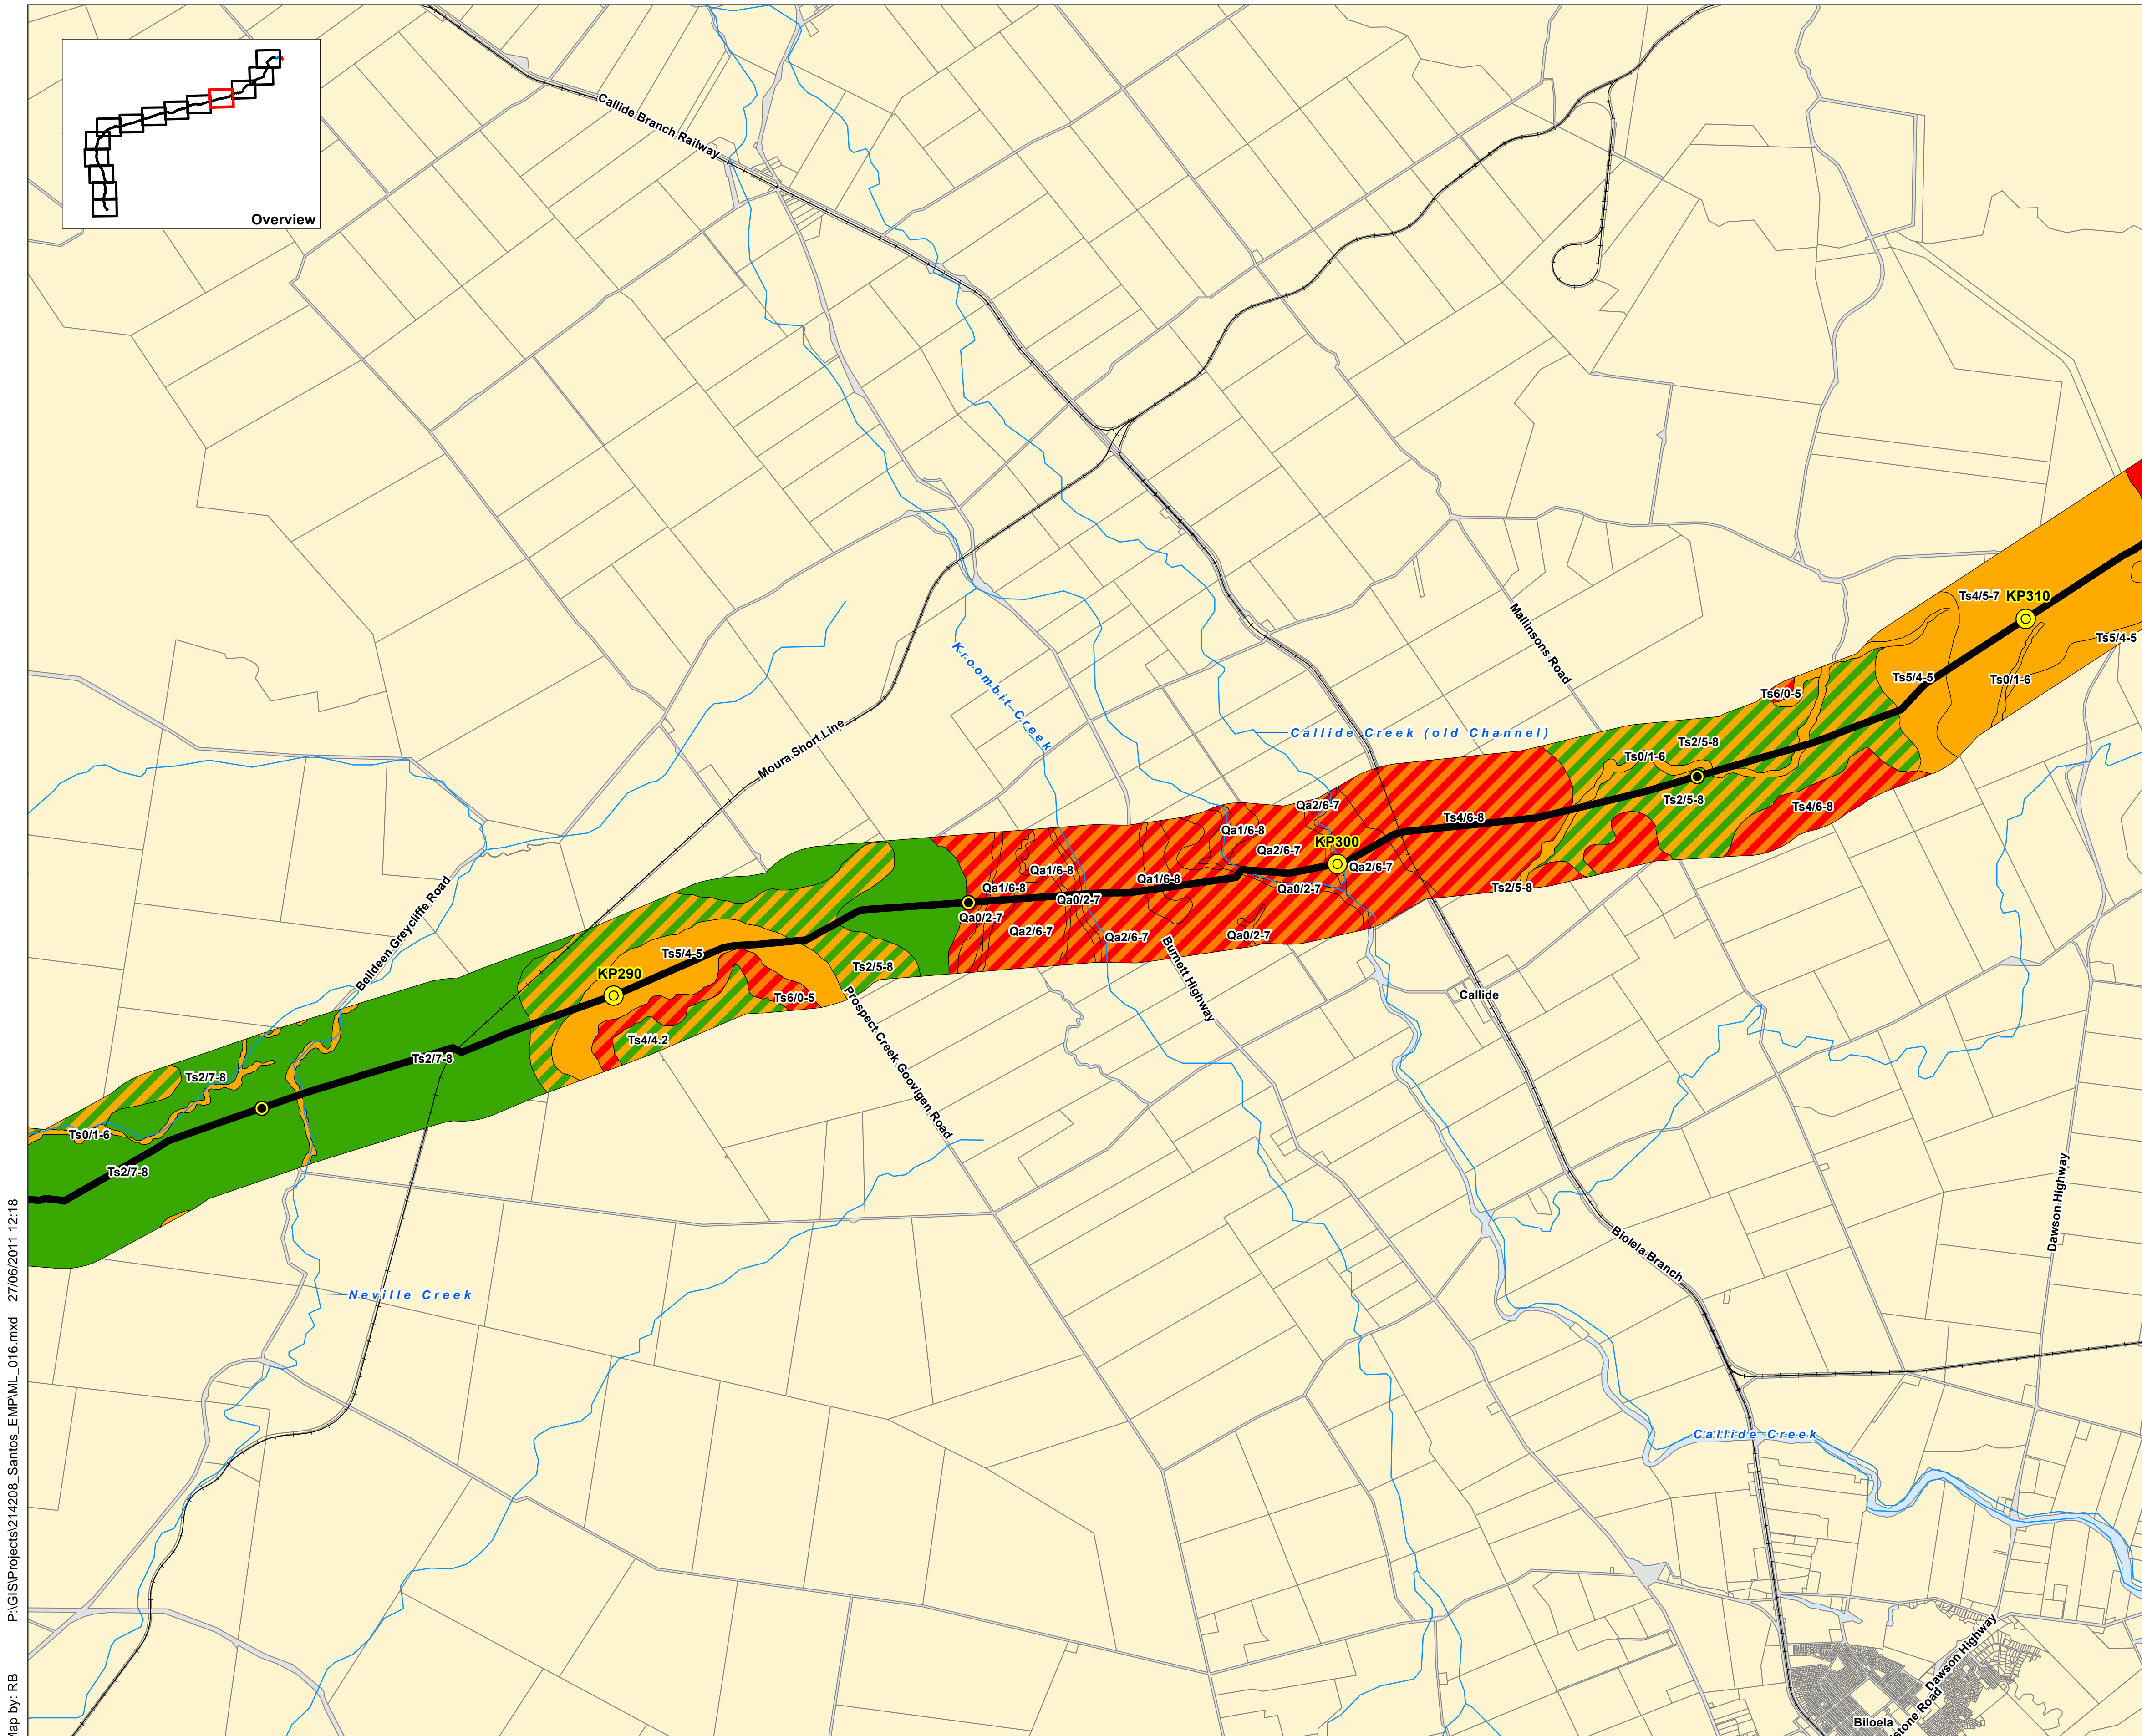 Overview
Callide Branch Railway
KP310
Ts4/5-7
Ts5/4-5
Mallinsons Road
Ts5/4-5
Ts0/1-6
Ts6/0-5
Kroombit Creek
Callide Creek (old Channel)
Moura Short Line
Ts2/5-8
Ts0/1-6
Ts2/5-8
Ts4/6-8
Qa2/6-7
Ts4/6-8
Qa1/6-8
KP300
Qa2/6-7
Qa2/6-7
Qa1/6-8
Qa1/6-8
Qa1/6-8
Qa0/2-7
Ts2/5-8
Qa0/2-7
Qa0/2-7
Qa2/6-7
Qa2/6-7
Qa0/2-7
Belldeen Greycliffe Road
Ts5/4-5
KP290
Ts2/5-8
Ts6/0-5
Burnett Highway
Callide
Prospect Creek Goovigen Road
Ts4/4.2
Ts2/7-8
Ts2/7-8
Ts0/1-6
Ts2/7-8
Dawson Highway
Biolela Branch
Neville Creek
Callide Creek
Dawson Highway
stone Road
Biloela
Map by: RB P:\GIS\Projects\214208_Santos_EMP\ML_016.mxd 27/06/2011 12:18